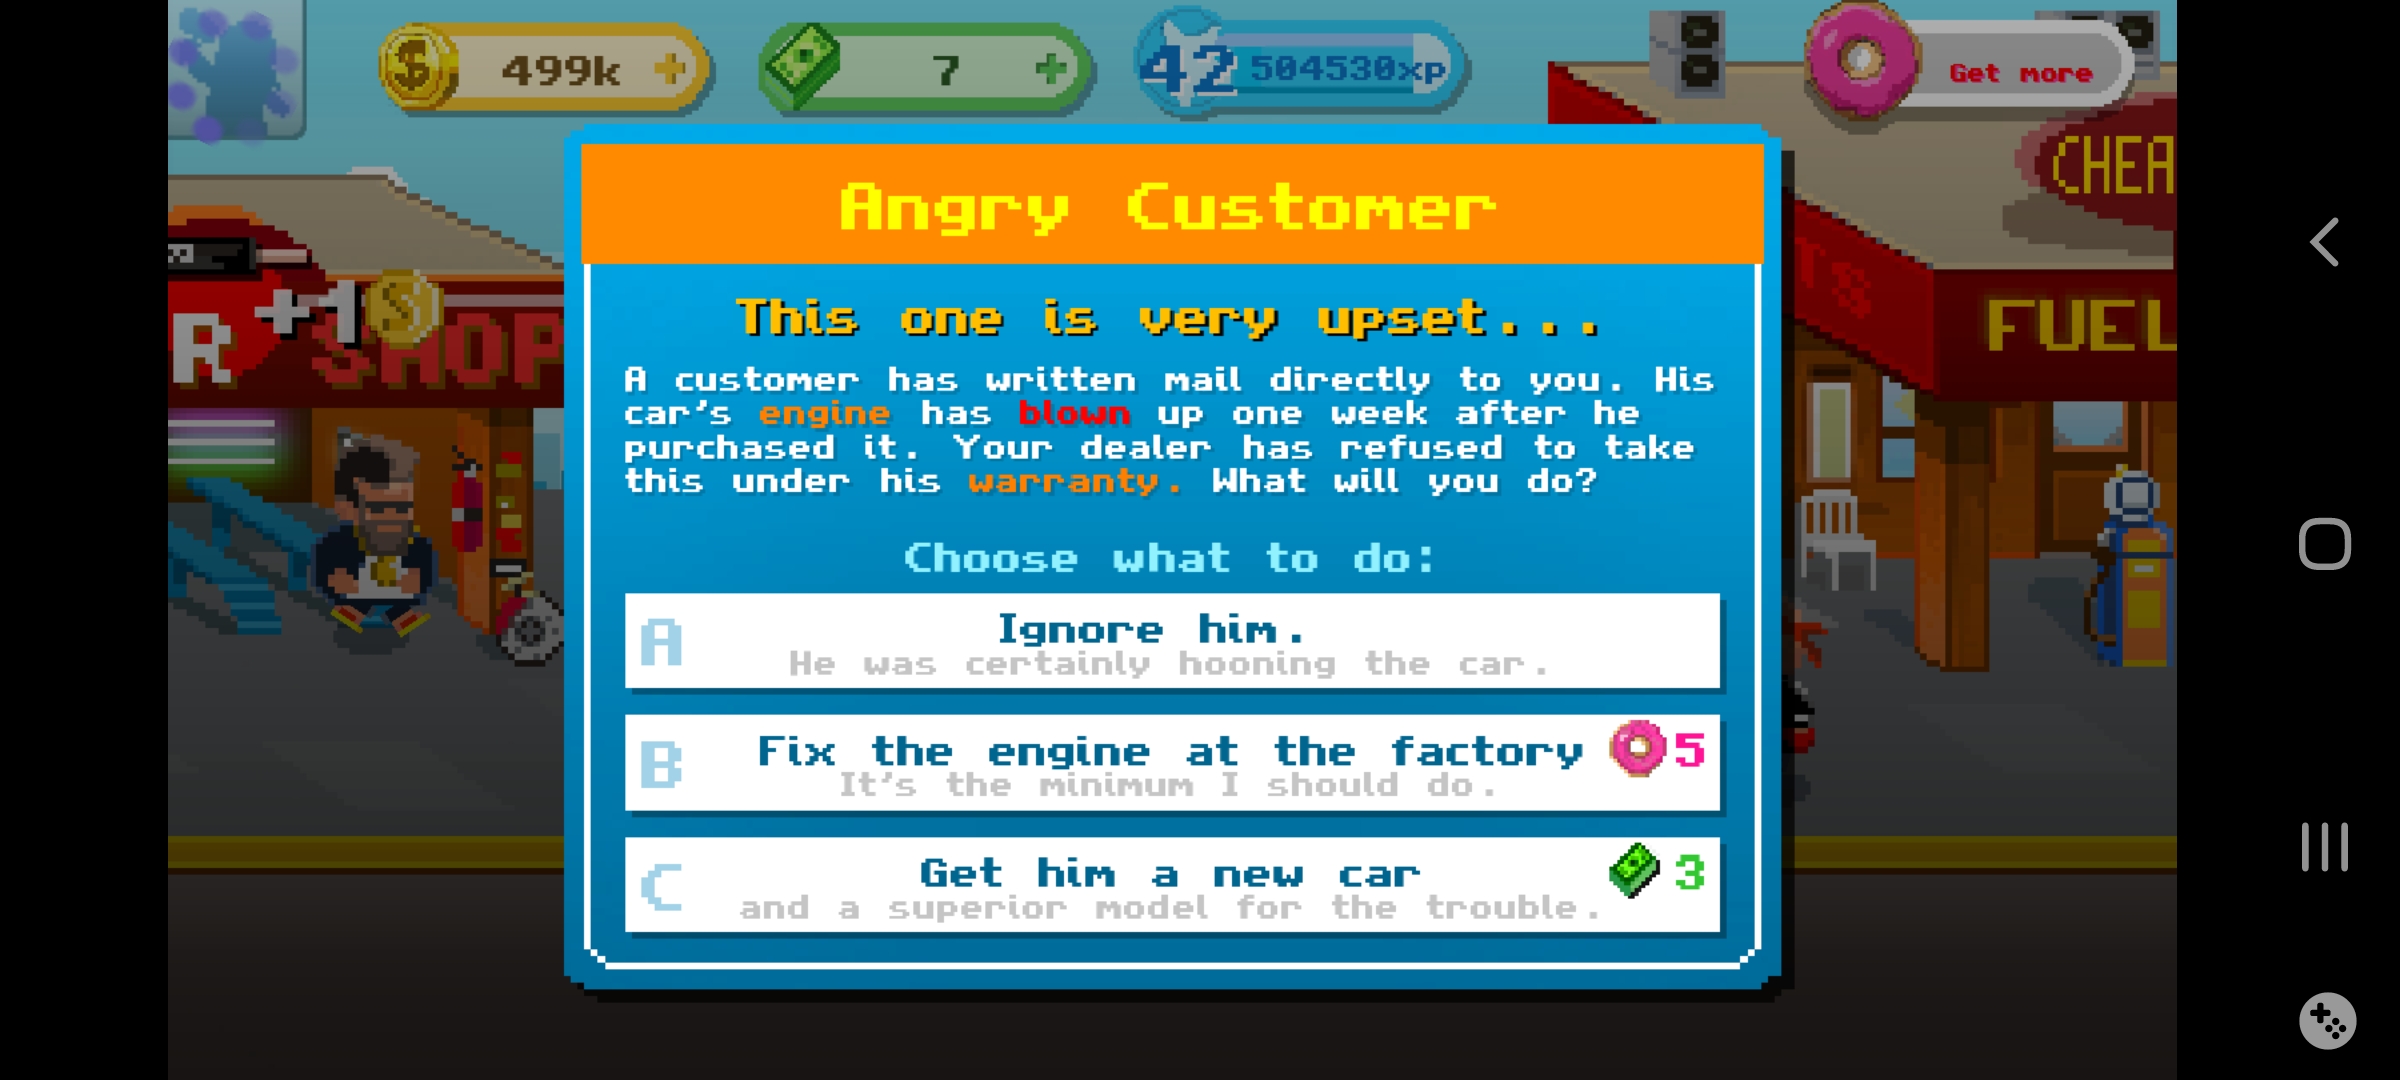 499k
7
42 504530xp
Get more
CHEA
R
+1
SHOP
TS
FUEL
Angry Customer
This one is very upset...
A customer has written mail directly to you. His
car's engine has blown up one week after he
purchased it. Your dealer has refused to take
this under his warranty. What will you do?
Choose what to do:
A
Ignore him.
He was certainly hooning the car.
B
Fix the engine at the factory 5
It's the minimum I should do.
C
Get him a new car 3
and a superior model for the trouble.